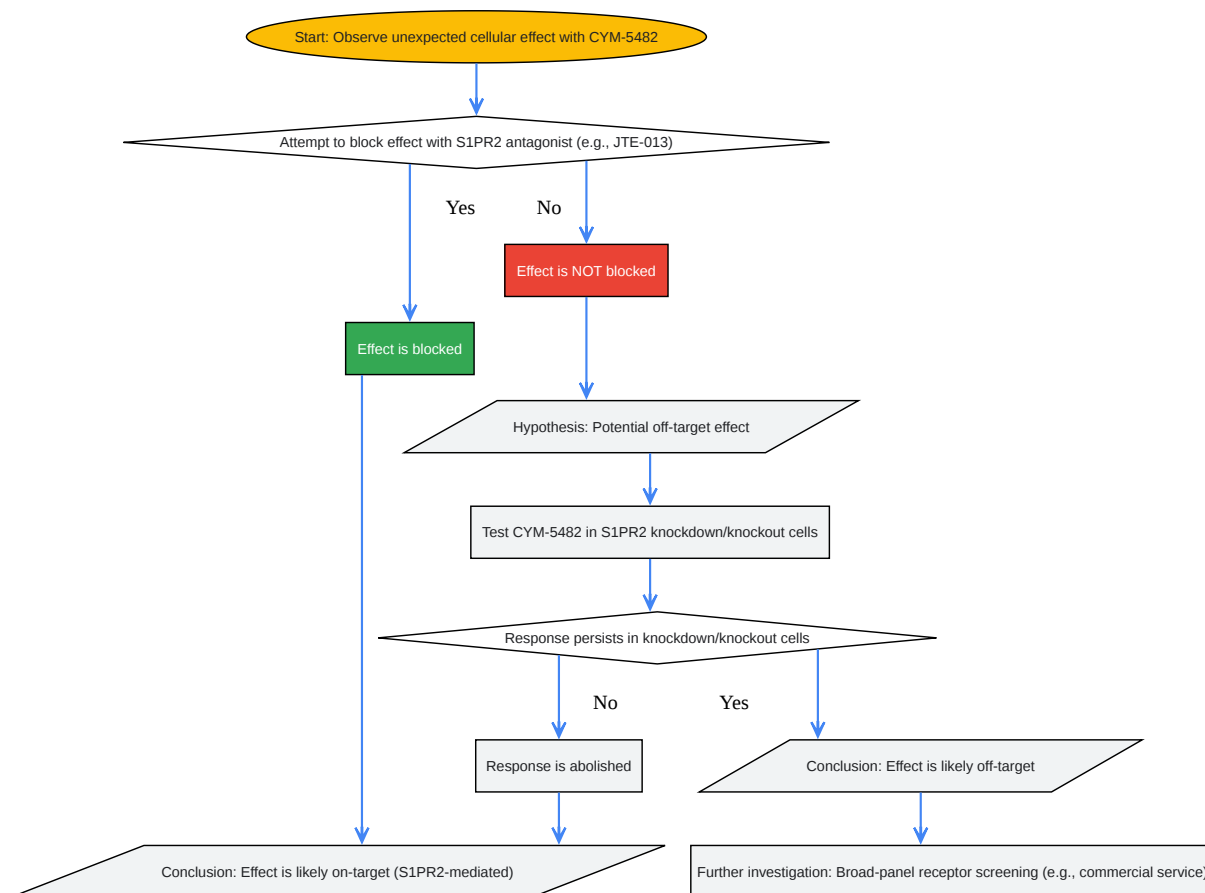 Start: Observe unexpected cellular effect with CYM-5482
Attempt to block effect with S1PR2 antagonist (e.g., JTE-013)
Yes
No
Effect is NOT blocked
Effect is blocked
Hypothesis: Potential off-target effect
Test CYM-5482 in S1PR2 knockdown/knockout cells
Response persists in knockdown/knockout cells
No
Yes
Response is abolished
Conclusion: Effect is likely off-target
Conclusion: Effect is likely on-target (S1PR2-mediated)
Further investigation: Broad-panel receptor screening (e.g., commercial service)